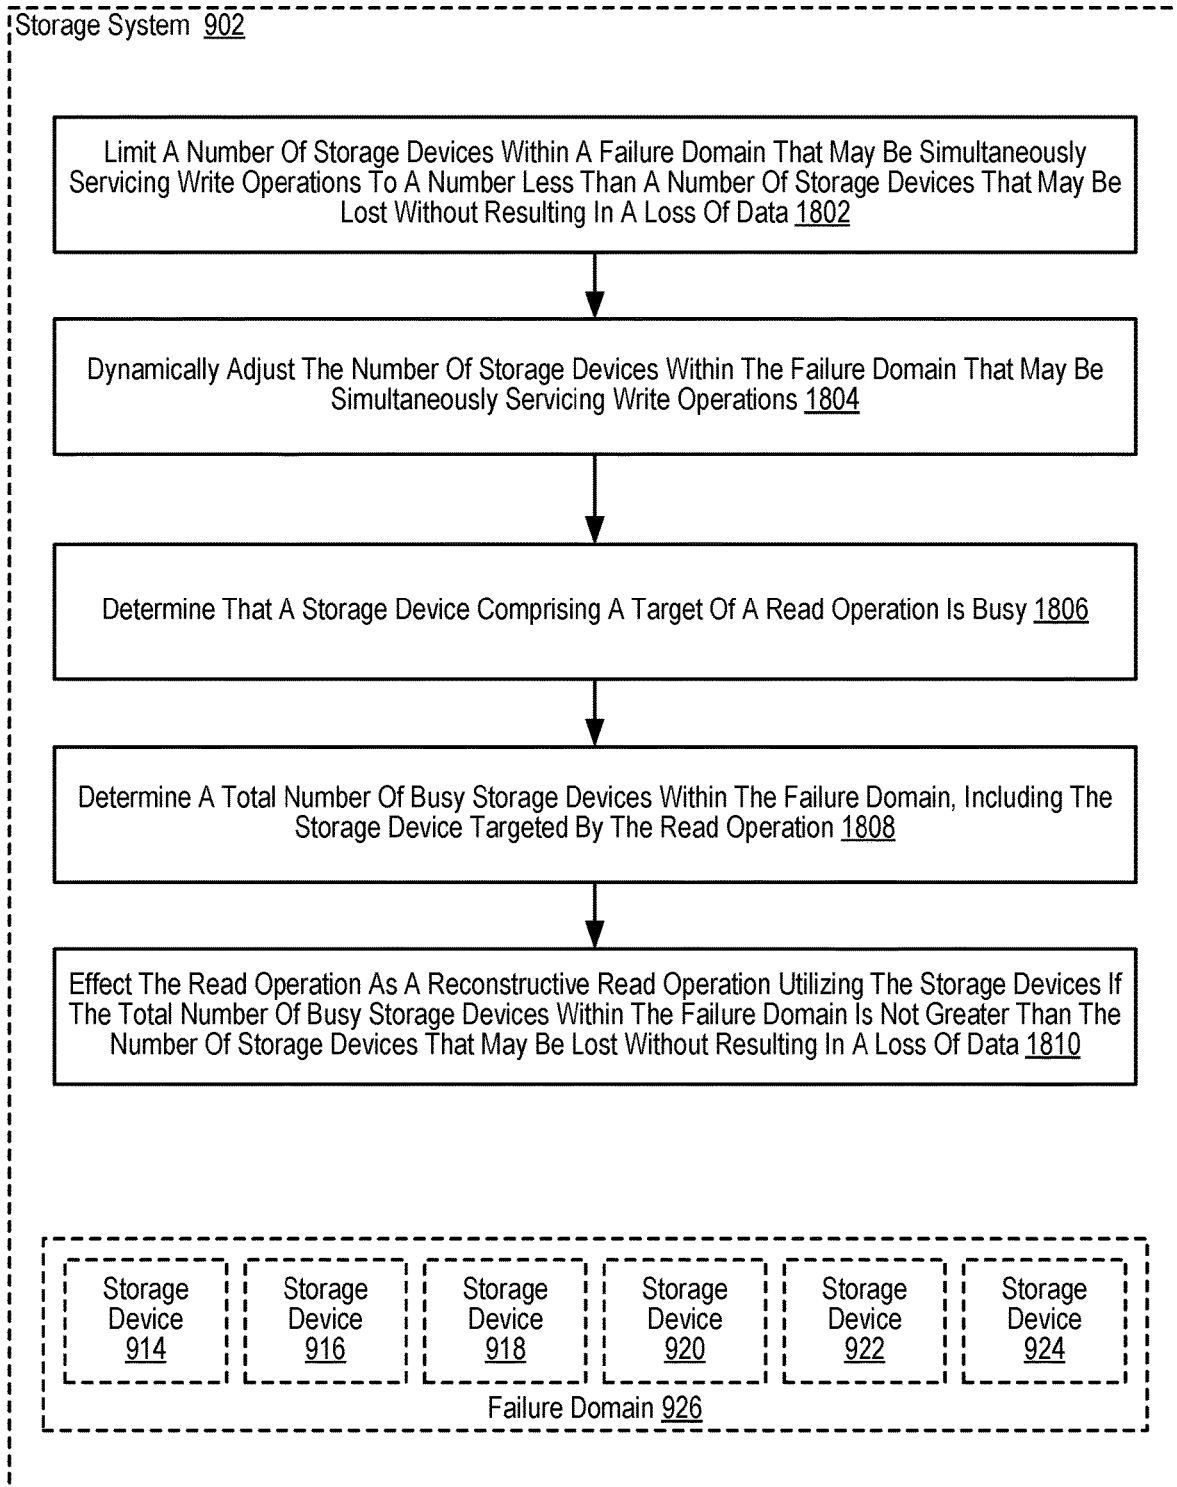 Storage System 902
Limit A Number Of Storage Devices Within A Failure Domain That May Be Simultaneously
Servicing Write Operations To A Number Less Than A Number Of Storage Devices That May Be
Lost Without Resulting In A Loss Of Data 1802
Dynamically Adjust The Number Of Storage Devices Within The Failure Domain That May Be
Simultaneously Servicing Write Operations 1804
Determine That A Storage Device Comprising A Target Of A Read Operation Is Busy 1806
Determine A Total Number Of Busy Storage Devices Within The Failure Domain, Including The
Storage Device Targeted By The Read Operation 1808
Effect The Read Operation As A Reconstructive Read Operation Utilizing The Storage Devices If
The Total Number Of Busy Storage Devices Within The Failure Domain Is Not Greater Than The
Number Of Storage Devices That May Be Lost Without Resulting In A Loss Of Data 1810
Storage
Device
914
Storage
Device
916
Storage
Device
918
Storage
Device
920
Storage
Device
922
Storage
Device
924
Failure Domain 926